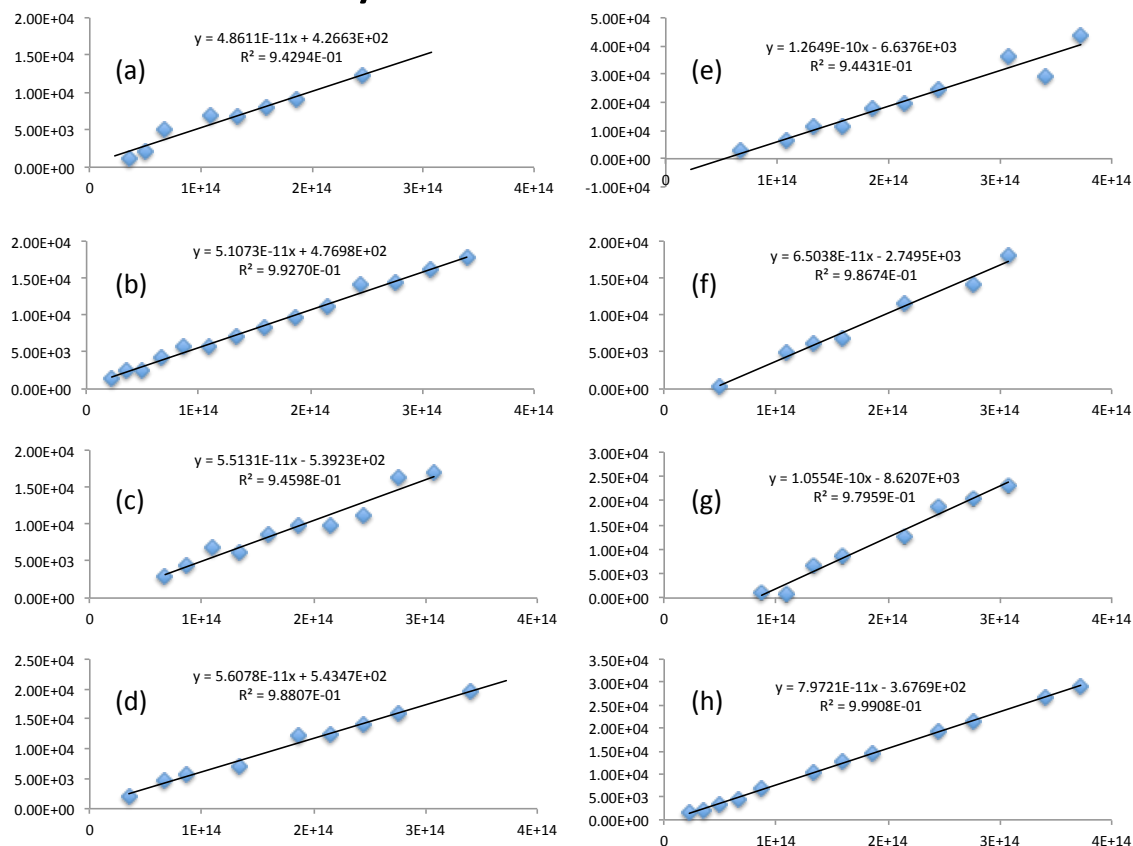 2.00E+04
1.50E+04
1.00E+04
5.00E+03
0.00E+00
0
1E+14
2E+14
3E+14
4E+14
(a)
y = 4.8611E-11x + 4.2663E+02
R² = 9.4294E-01
2.00E+04
1.50E+04
1.00E+04
5.00E+03
0.00E+00
0
1E+14
2E+14
3E+14
4E+14
(b)
y = 5.1073E-11x + 4.7698E+02
R² = 9.9270E-01
2.00E+04
1.50E+04
1.00E+04
5.00E+03
0.00E+00
0
1E+14
2E+14
3E+14
4E+14
(c)
y = 5.5131E-11x - 5.3923E+02
R² = 9.4598E-01
2.50E+04
2.00E+04
1.50E+04
1.00E+04
5.00E+03
0.00E+00
0
1E+14
2E+14
3E+14
4E+14
(d)
y = 5.6078E-11x + 5.4347E+02
R² = 9.8807E-01
5.00E+04
4.00E+04
3.00E+04
2.00E+04
1.00E+04
0.00E+00
-1.00E+04
0
1E+14
2E+14
3E+14
4E+14
(e)
y = 1.2649E-10x - 6.6376E+03
R² = 9.4431E-01
2.00E+04
1.50E+04
1.00E+04
5.00E+03
0.00E+00
0
1E+14
2E+14
3E+14
4E+14
(f)
y = 6.5038E-11x - 2.7495E+03
R² = 9.8674E-01
3.00E+04
2.50E+04
2.00E+04
1.50E+04
1.00E+04
5.00E+03
0.00E+00
0
1E+14
2E+14
3E+14
4E+14
(g)
y = 1.0554E-10x - 8.6207E+03
R² = 9.7959E-01
3.50E+04
3.00E+04
2.50E+04
2.00E+04
1.50E+04
1.00E+04
5.00E+03
0.00E+00
0
1E+14
2E+14
3E+14
4E+14
(h)
y = 7.9721E-11x - 3.6769E+02
R² = 9.9908E-01